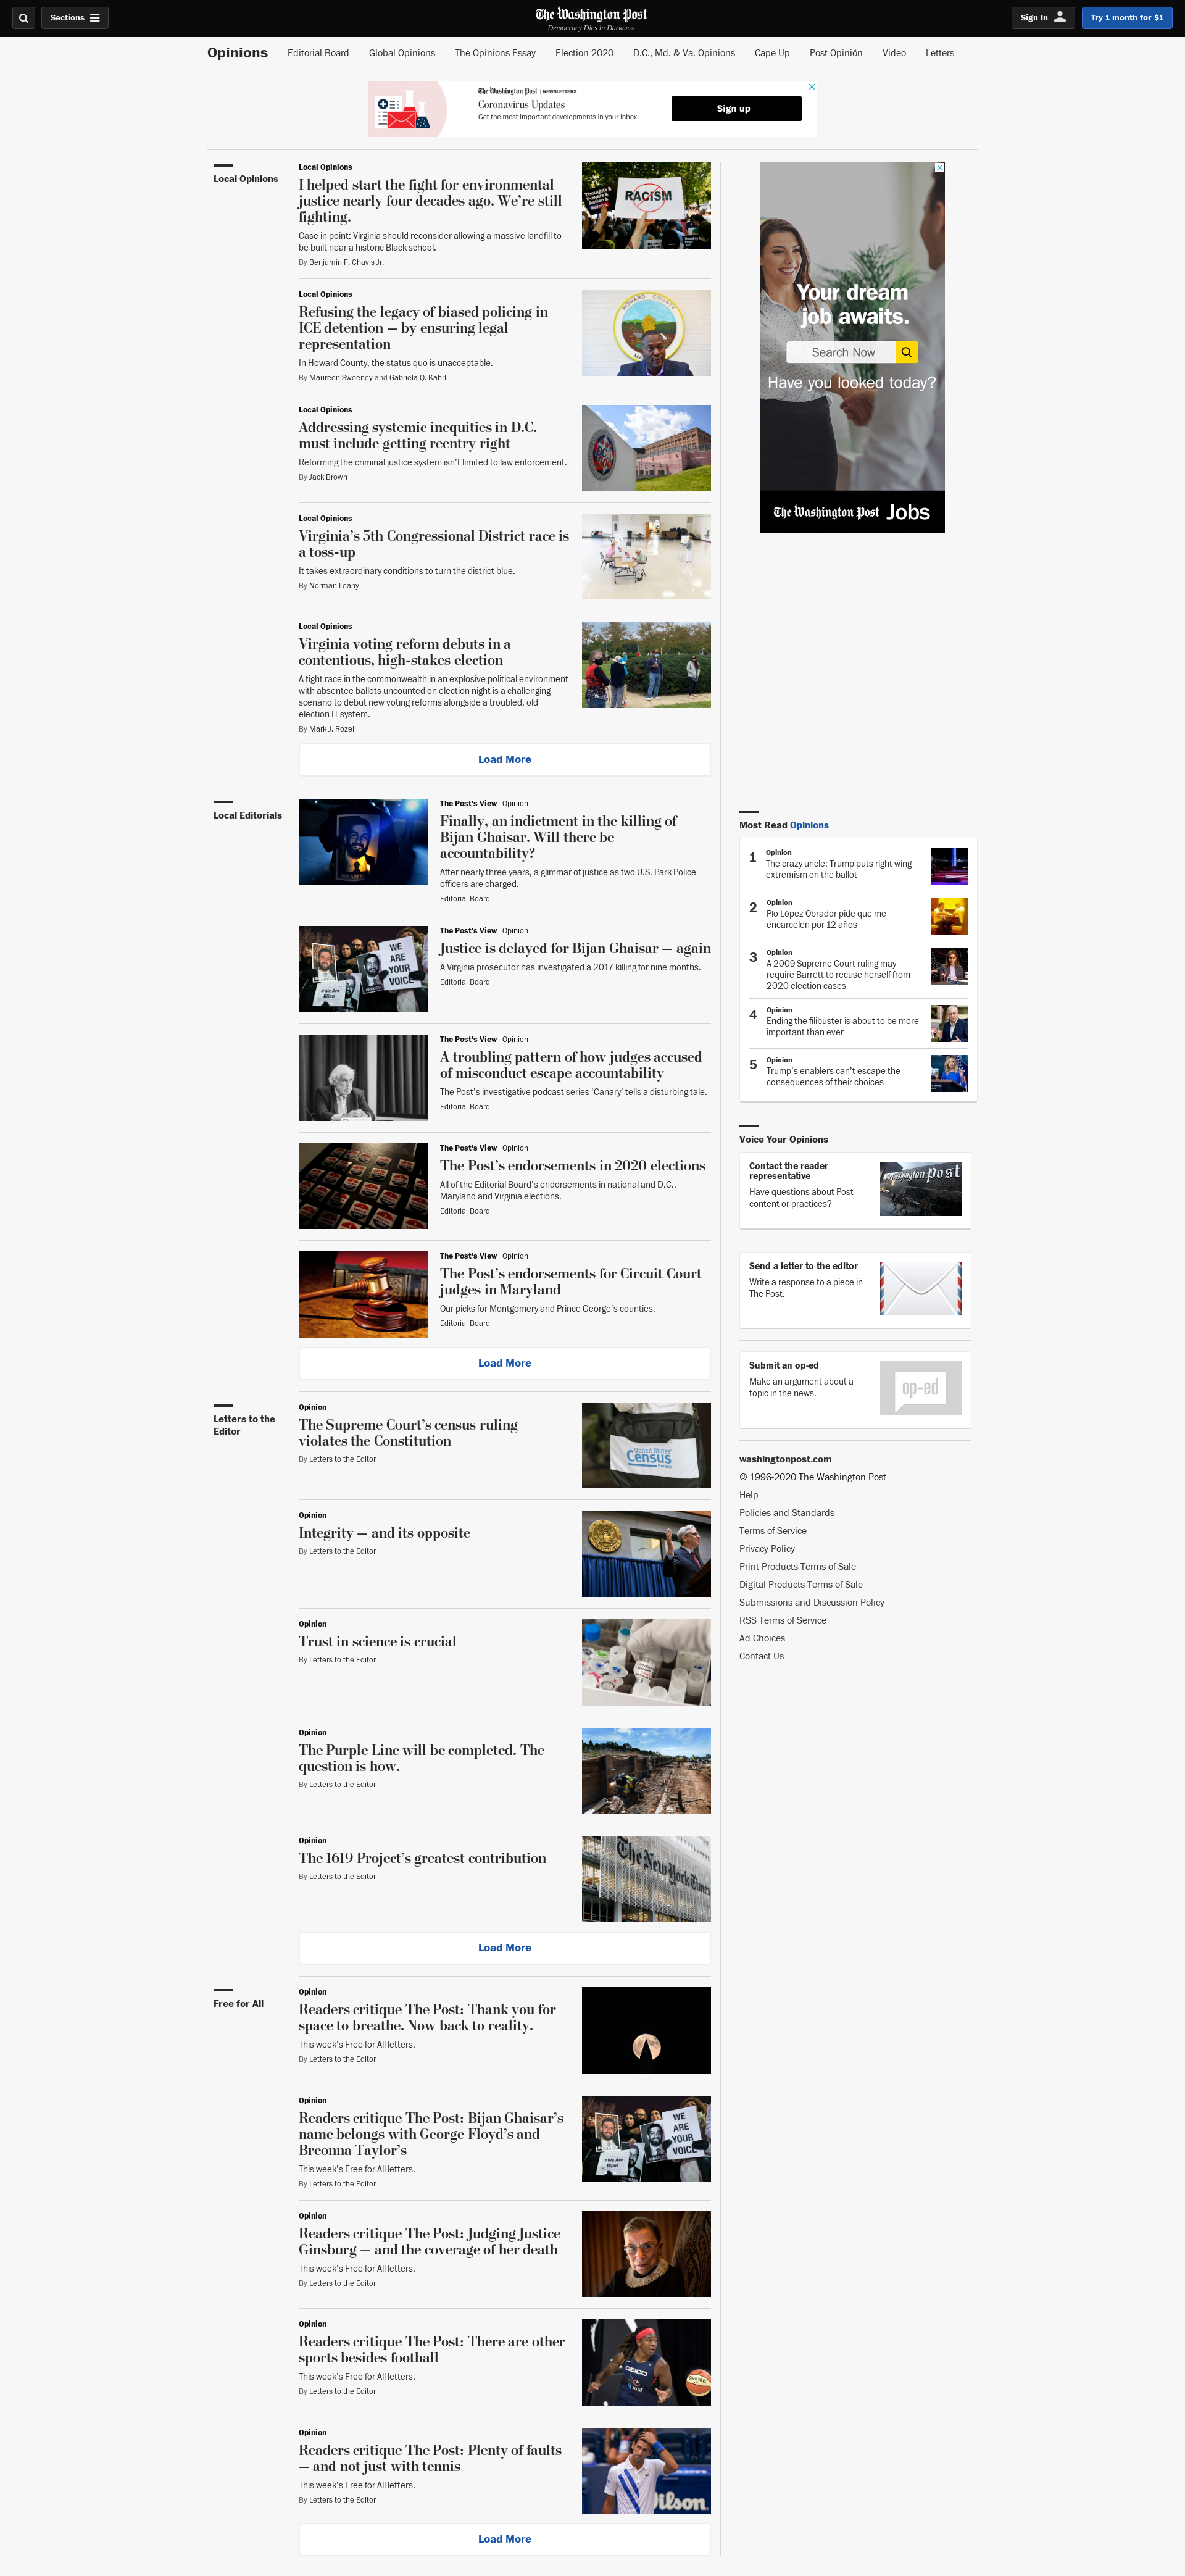 Sections
The Washington Post
Democracy Dies in Darkness
Sign In
Try 1 month for $1
Opinions
Editorial Board
Global Opinions
The Opinions Essay
Election 2020
D.C., Md. & Va. Opinions
Cape Up
Post Opinión
Video
Letters
The Washington Post | NEWSLETTERS
Coronavirus Updates
Get the most important developments in your inbox.
Sign up
Local Opinions
Local Opinions
I helped start the fight for environmental
justice nearly four decades ago. We're still
fighting.
Case in point: Virginia should reconsider allowing a massive landfill to
be built near a historic Black school.
By Benjamin F. Chavis Jr.
RACISM
Local Opinions
Refusing the legacy of biased policing in
ICE detention — by ensuring legal
representation
In Howard County, the status quo is unacceptable.
By Maureen Sweeney and Gabriela Q. Kahrl
HOWARD COUNTY
Local Opinions
Addressing systemic inequities in D.C.
must include getting reentry right
Reforming the criminal justice system isn't limited to law enforcement.
By Jack Brown
Local Opinions
Virginia's 5th Congressional District race is
a toss-up
It takes extraordinary conditions to turn the district blue.
By Norman Leahy
Local Opinions
Virginia voting reform debuts in a
contentious, high-stakes election
A tight race in the commonwealth in an explosive political environment
with absentee ballots uncounted on election night is a challenging
scenario to debut new voting reforms alongside a troubled, old
election IT system.
By Mark J. Rozell
Load More
Your dream
job awaits.
Search Now
Have you looked today?
The Washington Post Jobs
Local Editorials
The Post's View Opinion
Finally, an indictment in the killing of
Bijan Ghaisar. Will there be
accountability?
After nearly three years, a glimmar of justice as two U.S. Park Police
officers are charged.
Editorial Board
The Post's View Opinion
Justice is delayed for Bijan Ghaisar — again
A Virginia prosecutor has investigated a 2017 killing for nine months.
Editorial Board
WE
ARE
YOUR
VOICE
#We Are
Bijan
The Post's View Opinion
A troubling pattern of how judges accused
of misconduct escape accountability
The Post's investigative podcast series 'Canary' tells a disturbing tale.
Editorial Board
The Post's View Opinion
The Post's endorsements in 2020 elections
All of the Editorial Board's endorsements in national and D.C.,
Maryland and Virginia elections.
Editorial Board
The Post's View Opinion
The Post's endorsements for Circuit Court
judges in Maryland
Our picks for Montgomery and Prince George's counties.
Editorial Board
Load More
Most Read Opinions
1
Opinion
The crazy uncle: Trump puts right-wing
extremism on the ballot
2
Opinion
Pío López Obrador pide que me
encarcelen por 12 años
3
Opinion
A 2009 Supreme Court ruling may
require Barrett to recuse herself from
2020 election cases
4
Opinion
Ending the filibuster is about to be more
important than ever
5
Opinion
Trump's enablers can't escape the
consequences of their choices
Voice Your Opinions
Contact the reader
representative
Have questions about Post
content or practices?
Washington Post
Send a letter to the editor
Write a response to a piece in
The Post.
Submit an op-ed
Make an argument about a
topic in the news.
op-ed
washingtonpost.com
© 1996-2020 The Washington Post
Help
Policies and Standards
Terms of Service
Privacy Policy
Print Products Terms of Sale
Digital Products Terms of Sale
Submissions and Discussion Policy
RSS Terms of Service
Ad Choices
Contact Us
Letters to the
Editor
Opinion
The Supreme Court's census ruling
violates the Constitution
By Letters to the Editor
United States
Census
Bureau
Opinion
Integrity — and its opposite
By Letters to the Editor
Opinion
Trust in science is crucial
By Letters to the Editor
Opinion
The Purple Line will be completed. The
question is how.
By Letters to the Editor
Opinion
The 1619 Project's greatest contribution
By Letters to the Editor
The New York Times
Load More
Free for All
Opinion
Readers critique The Post: Thank you for
space to breathe. Now back to reality.
This week's Free for All letters.
By Letters to the Editor
Opinion
Readers critique The Post: Bijan Ghaisar's
name belongs with George Floyd's and
Breonna Taylor's
This week's Free for All letters.
By Letters to the Editor
WE
ARE
YOUR
VOICE
#We Are
Bijan
Opinion
Readers critique The Post: Judging Justice
Ginsburg — and the coverage of her death
This week's Free for All letters.
By Letters to the Editor
Opinion
Readers critique The Post: There are other
sports besides football
This week's Free for All letters.
By Letters to the Editor
GEICO
AT&T
Opinion
Readers critique The Post: Plenty of faults
— and not just with tennis
This week's Free for All letters.
By Letters to the Editor
Wilson
Load More